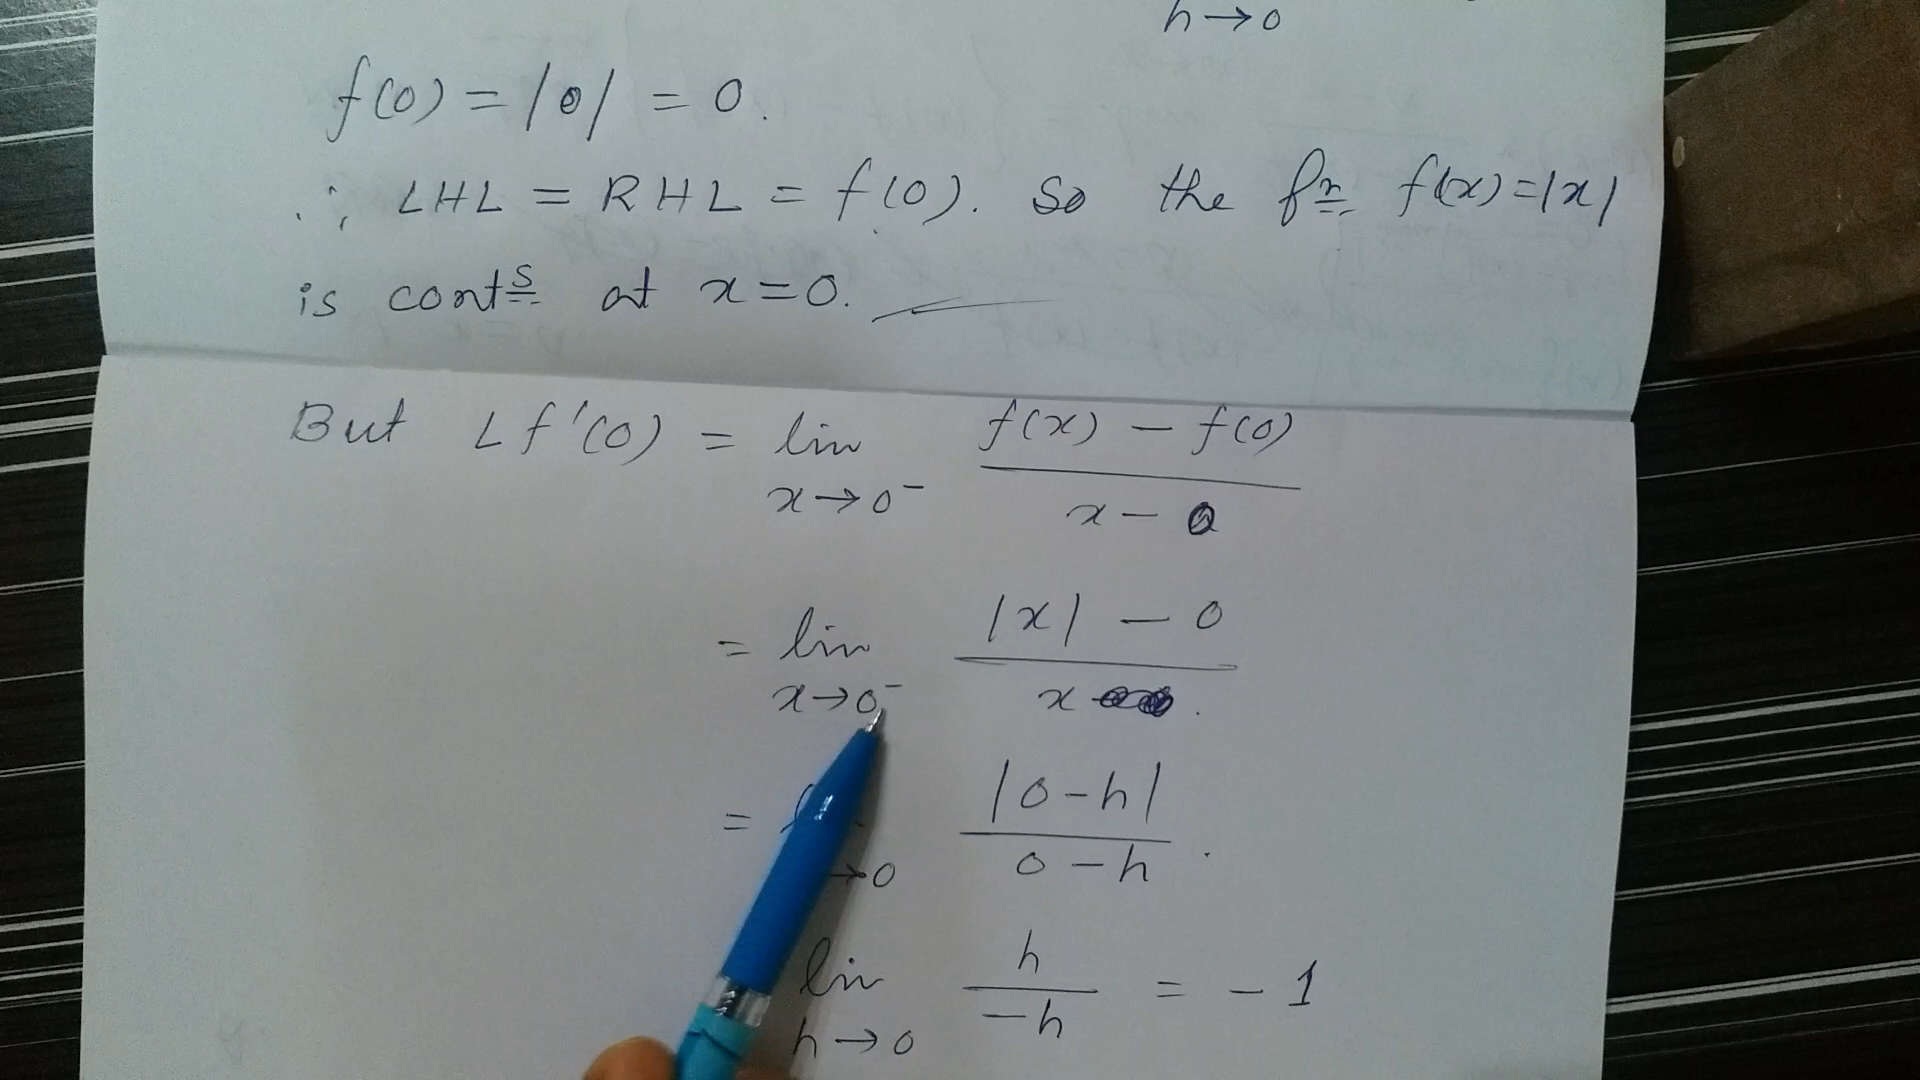 h→0
f(0) = |0| = 0.
∴ LHL = RHL = f(0). So the fn f(x)=|x|
is conts at x=0.
But Lf'(0) = lim f(x) - f(0)
x→0⁻ x - 0
= lim |x| - 0
x→0⁻ x .
= |0-h|
→0 0-h .
lim h = -1
h→0 -h